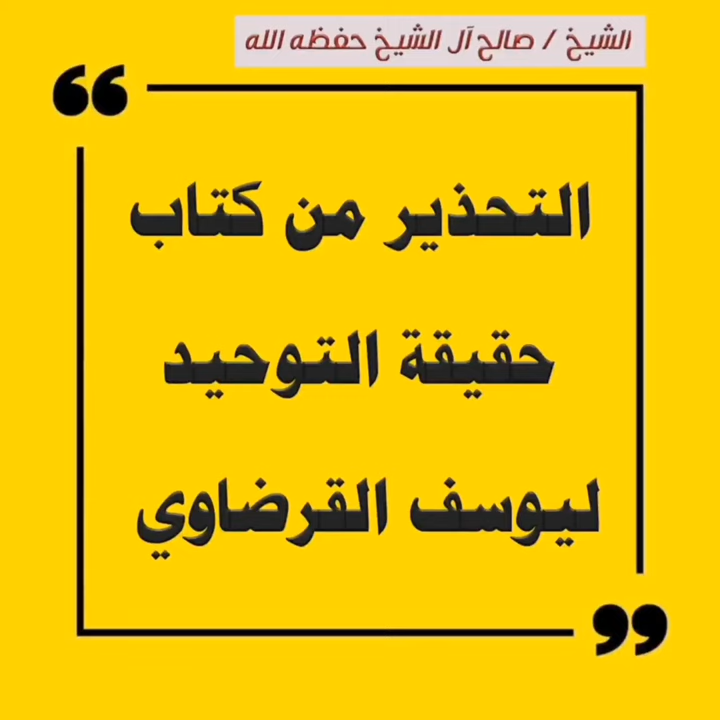 الشيخ / صالح آل الشيخ حفظه الله
التحذير من كتاب
حقيقة التوحيد
ليوسف القرضاوي